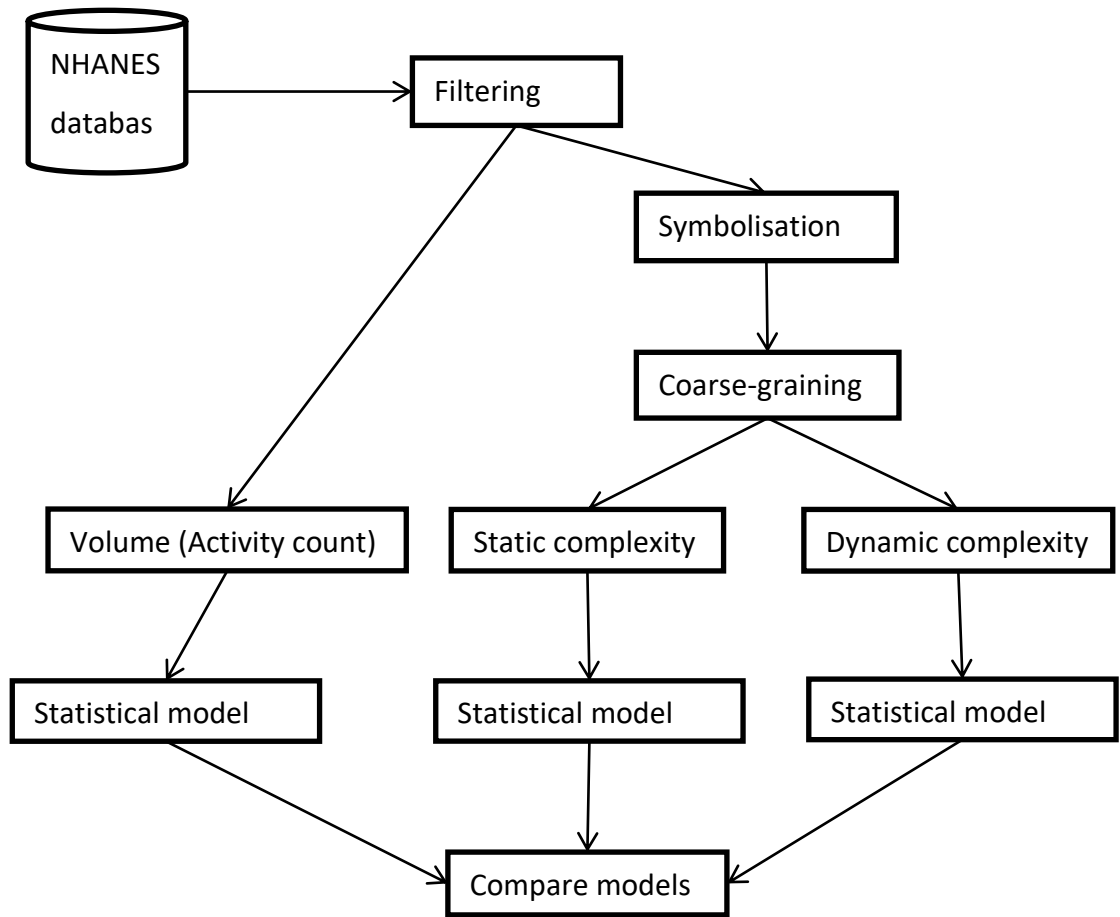 NHANES
databas
Filtering
Symbolisation
Coarse-graining
Volume (Activity count)
Static complexity
Dynamic complexity
Statistical model
Statistical model
Statistical model
Compare models